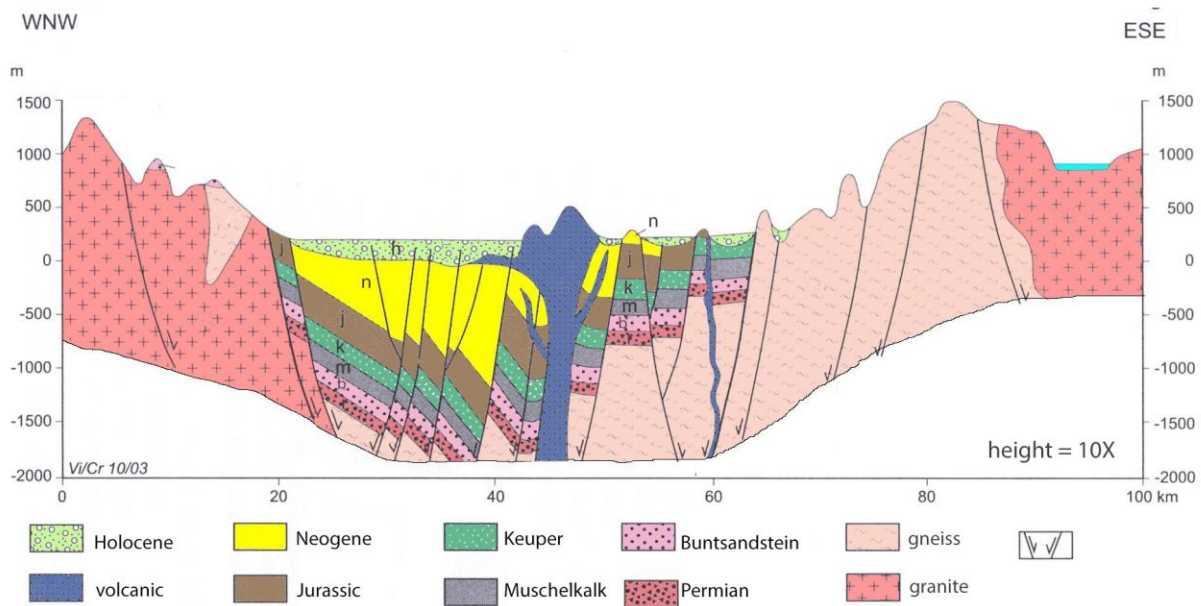 WNW
ESE
m
m
1500
1000
500
0
-500
-1000
-1500
-2000
1500
1000
500
0
-500
-1000
-1500
-2000
h
n
j
j
k
m
b
n
j
k
m
b
Vi/Cr 10/03
height = 10X
0
20
40
60
80
100 km
Holocene
Neogene
Keuper
Buntsandstein
gneiss
volcanic
Jurassic
Muschelkalk
Permian
granite